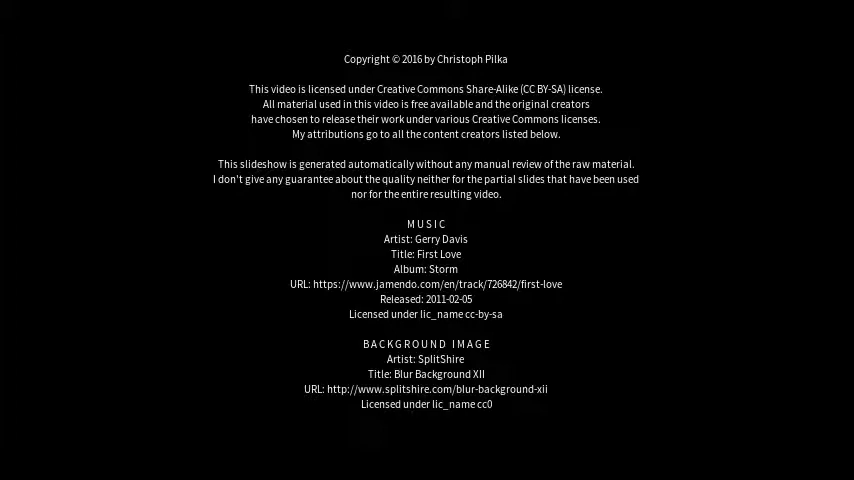 Copyright © 2016 by Christoph Pilka
This video is licensed under Creative Commons Share-Alike (CC BY-SA) license.
All material used in this video is free available and the original creators
have chosen to release their work under various Creative Commons licenses.
My attributions go to all the content creators listed below.
This slideshow is generated automatically without any manual review of the raw material.
I don't give any guarantee about the quality neither for the partial slides that have been used
nor for the entire resulting video.
MUSIC
Artist: Gerry Davis
Title: First Love
Album: Storm
URL: https://www.jamendo.com/en/track/726842/first-love
Released: 2011-02-05
Licensed under lic_name cc-by-sa
BACKGROUND IMAGE
Artist: SplitShire
Title: Blur Background XII
URL: http://www.splitshire.com/blur-background-xii
Licensed under lic_name cc0